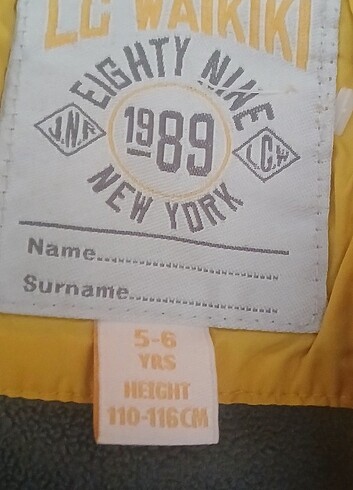 LC WAIKIKI
EIGHTY NINE
J.N.R
1989
L.C.W
NEW YORK
Name......................................
Surname..............................
5-6
YRS
HEIGHT
110-116CM